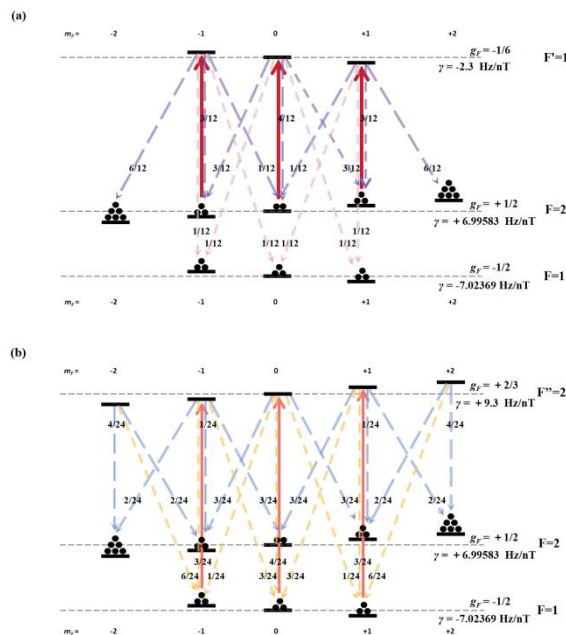 (a)
mF = -2 -1 0 +1 +2
gF = -1/6
F'=1
γ = -2.3 Hz/nT
3/12 4/12 3/12
6/12 3/12 1/12 1/12 3/12 6/12
gF = + 1/2
F=2
γ = + 6.99583 Hz/nT
1/12 1/12
1/12 1/12 1/12 1/12
gF = -1/2
F=1
γ = -7.02369 Hz/nT
(b)
mF = -2 -1 0 +1 +2
gF = + 2/3
F''=2
γ = + 9.3 Hz/nT
4/24 1/24 1/24 4/24
2/24 2/24 3/24 3/24 3/24 3/24 2/24 2/24
gF = + 1/2
F=2
γ = + 6.99583 Hz/nT
3/24 4/24 3/24
6/24 1/24 3/24 3/24 1/24 6/24
gF = -1/2
F=1
γ = -7.02369 Hz/nT
mF = -2 -1 0 +1 +2